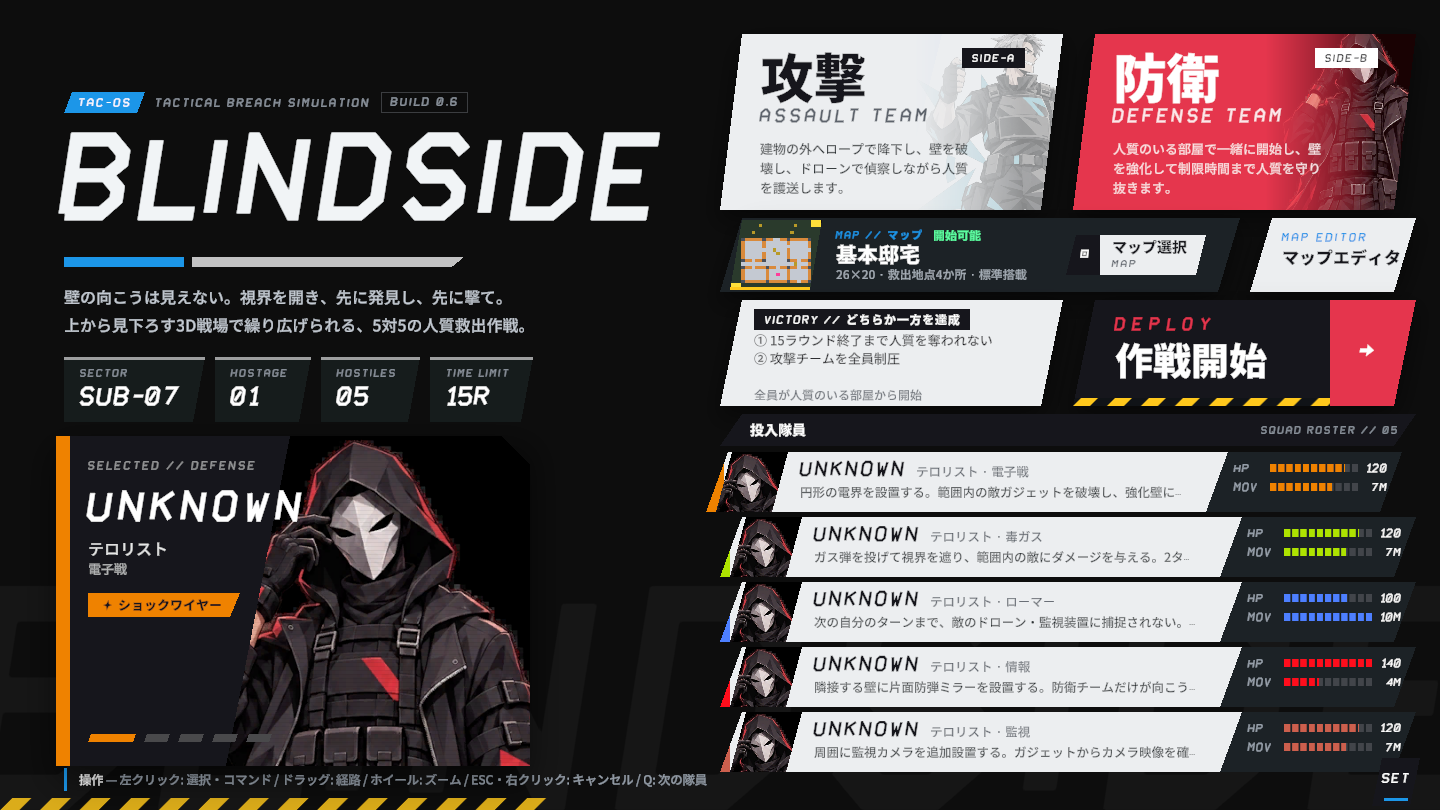 TAC-OS TACTICAL BREACH SIMULATION BUILD 0.6
BLINDSIDE
壁の向こうは見えない。視界を開き、先に発見し、先に撃て。
上から見下ろす3D戦場で繰り広げられる、5対5の人質救出作戦。
SECTOR
SUB-07
HOSTAGE
01
HOSTILES
05
TIME LIMIT
15R
SELECTED // DEFENSE
UNKNOWN
テロリスト
電子戦
ショックワイヤー
操作 — 左クリック: 選択・コマンド / ドラッグ: 経路 / ホイール: ズーム / ESC・右クリック: キャンセル / Q: 次の隊員
攻撃
SIDE-A
ASSAULT TEAM
建物の外へロープで降下し、壁を破
壊し、ドローンで偵察しながら人質
を護送します。
防衛
SIDE-B
DEFENSE TEAM
人質のいる部屋で一緒に開始し、壁
を強化して制限時間まで人質を守り
抜きます。
MAP // マップ 開始可能
基本邸宅
26×20 · 救出地点4か所 · 標準搭載
マップ選択
MAP
MAP EDITOR
マップエディタ
VICTORY // どちらか一方を達成
① 15ラウンド終了まで人質を奪われない
② 攻撃チームを全員制圧
全員が人質のいる部屋から開始
DEPLOY
作戦開始
投入隊員 SQUAD ROSTER // 05
UNKNOWN テロリスト · 電子戦
円形の電界を設置する。範囲内の敵ガジェットを破壊し、強化壁に…
HP 120
MOV 7M
UNKNOWN テロリスト · 毒ガス
ガス弾を投げて視界を遮り、範囲内の敵にダメージを与える。2タ…
HP 120
MOV 7M
UNKNOWN テロリスト · ローマー
次の自分のターンまで、敵のドローン・監視装置に捕捉されない。…
HP 100
MOV 10M
UNKNOWN テロリスト · 情報
隣接する壁に片面防弾ミラーを設置する。防衛チームだけが向こう…
HP 140
MOV 4M
UNKNOWN テロリスト · 監視
周囲に監視カメラを追加設置する。ガジェットからカメラ映像を確…
HP 120
MOV 7M
SET